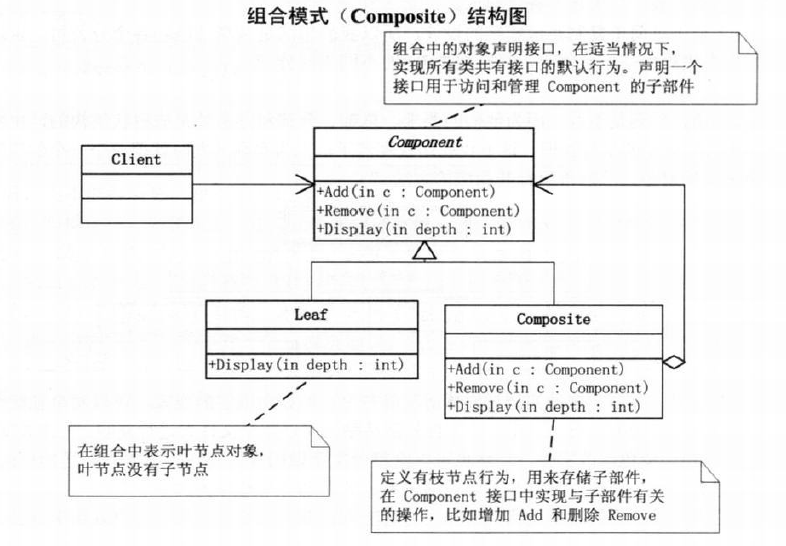 组合模式（Composite）结构图
组合中的对象声明接口，在适当情况下，
实现所有类共有接口的默认行为。声明一个
接口用于访问和管理 Component 的子部件
Component
+Add(in c : Component)
+Remove(in c : Component)
+Display(in depth : int)
Client
Leaf
+Display(in depth : int)
Composite
+Add(in c : Component)
+Remove(in c : Component)
+Display(in depth : int)
在组合中表示叶节点对象，
叶节点没有子节点
定义有枝节点行为，用来存储子部件，
在 Component 接口中实现与子部件有关
的操作，比如增加 Add 和删除 Remove